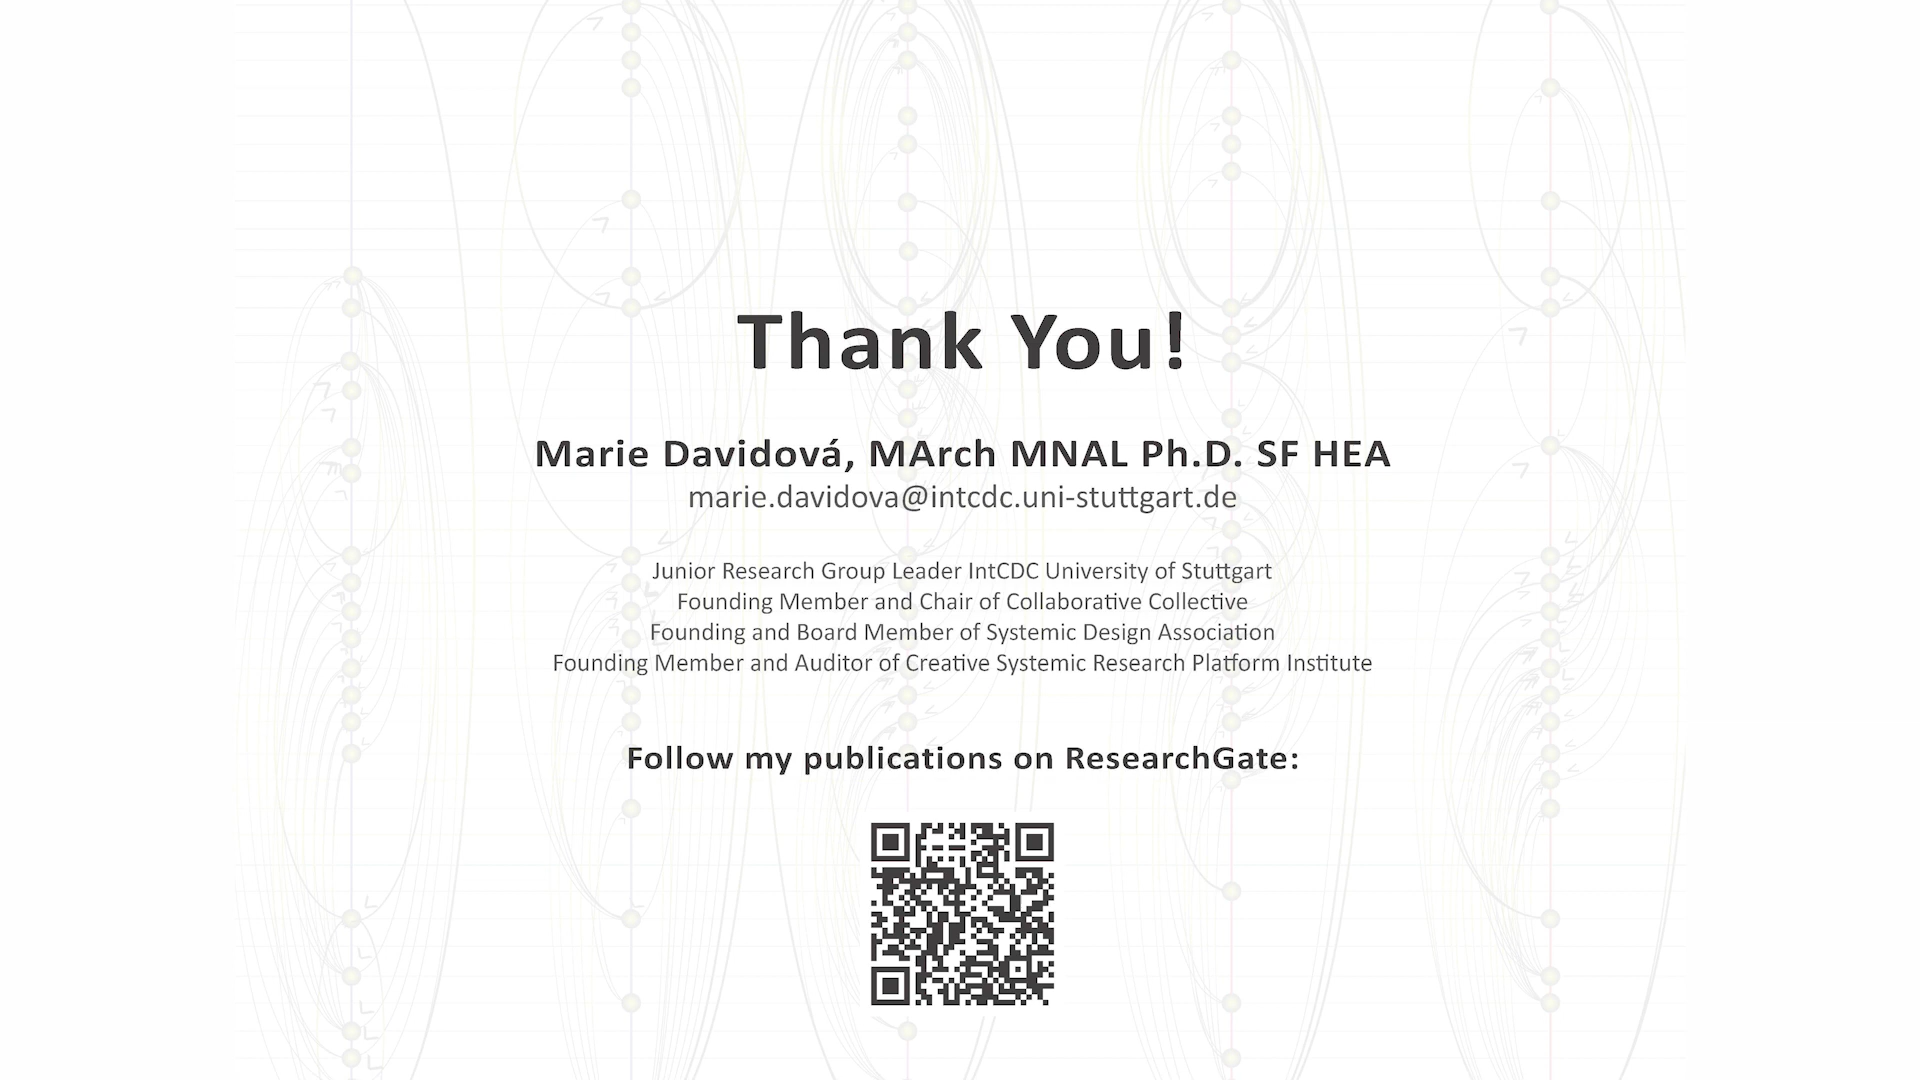 Thank You!
Marie Davidová, MArch MNAL Ph.D. SF HEA
marie.davidova@intcdc.uni-stuttgart.de
Junior Research Group Leader IntCDC University of Stuttgart
Founding Member and Chair of Collaborative Collective
Founding and Board Member of Systemic Design Association
Founding Member and Auditor of Creative Systemic Research Platform Institute
Follow my publications on ResearchGate: